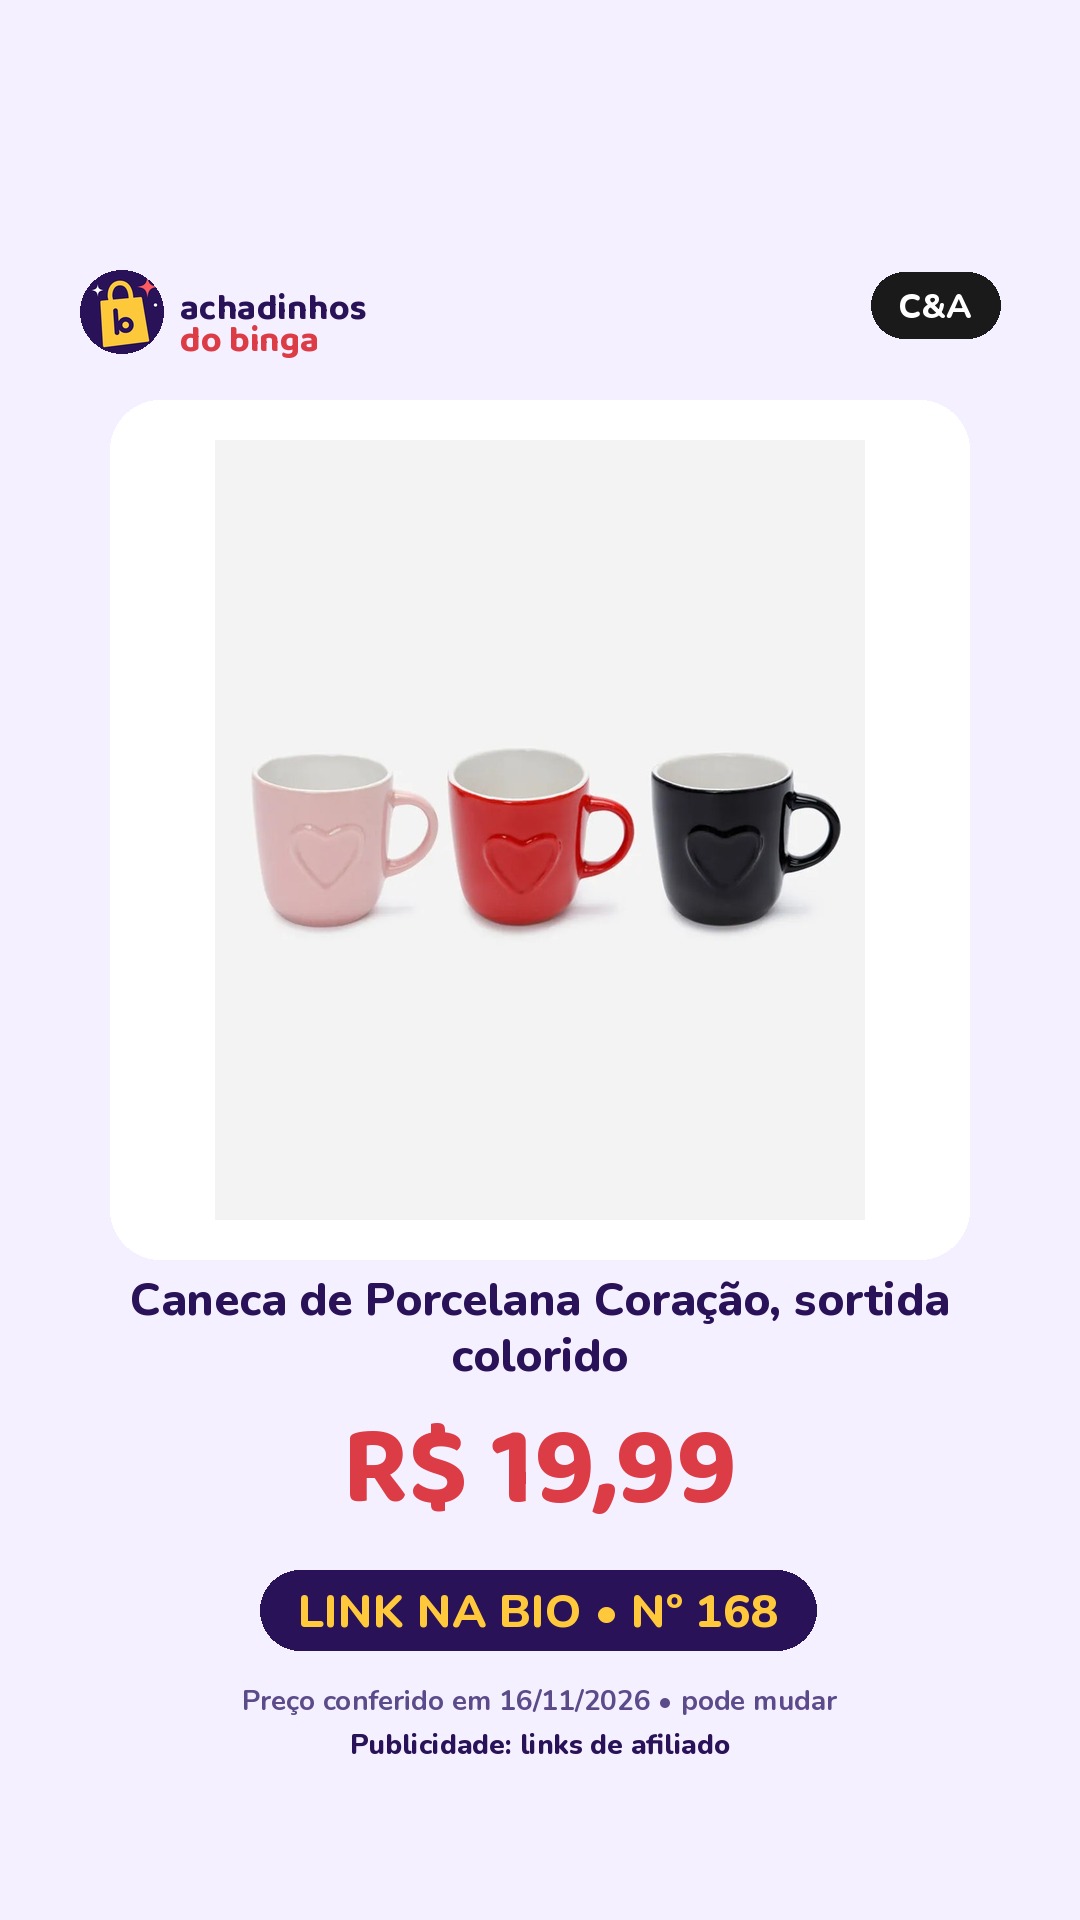 b
achadinhos
do binga
C&A
Caneca de Porcelana Coração, sortida
colorido
R$ 19,99
LINK NA BIO • Nº 168
Preço conferido em 16/11/2026 • pode mudar
Publicidade: links de afiliado